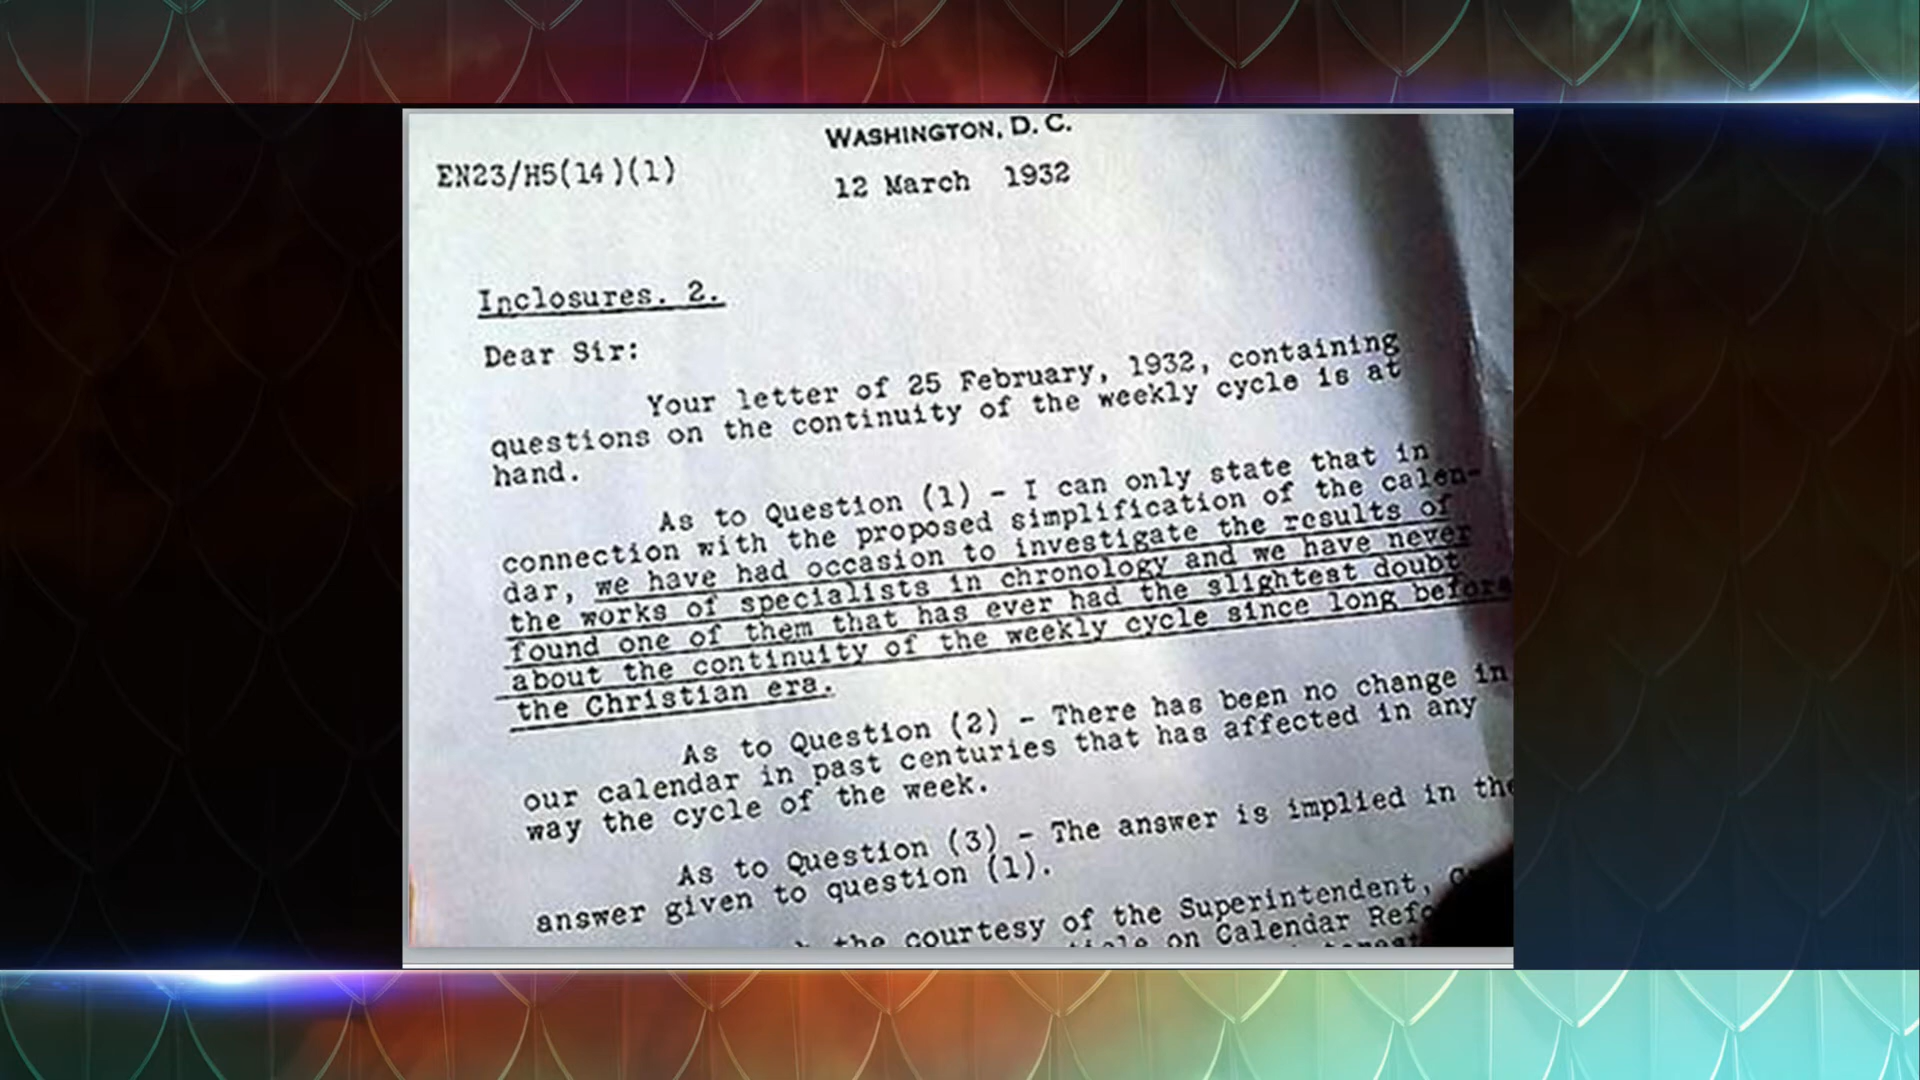 WASHINGTON, D. C.
EN23/H5(14)(1)
12 March 1932
Inclosures. 2.
Dear Sir:
Your letter of 25 February, 1932, containing
questions on the continuity of the weekly cycle is at
hand.
As to Question (1) - I can only state that in
connection with the proposed simplification of the calen-
dar, we have had occasion to investigate the results of
the works of specialists in chronology and we have never
found one of them that has ever had the slightest doubt
about the continuity of the weekly cycle since long before
the Christian era.
As to Question (2) - There has been no change in
our calendar in past centuries that has affected in any
way the cycle of the week.
As to Question (3) - The answer is implied in the
answer given to question (1).
the courtesy of the Superintendent,
on Calendar